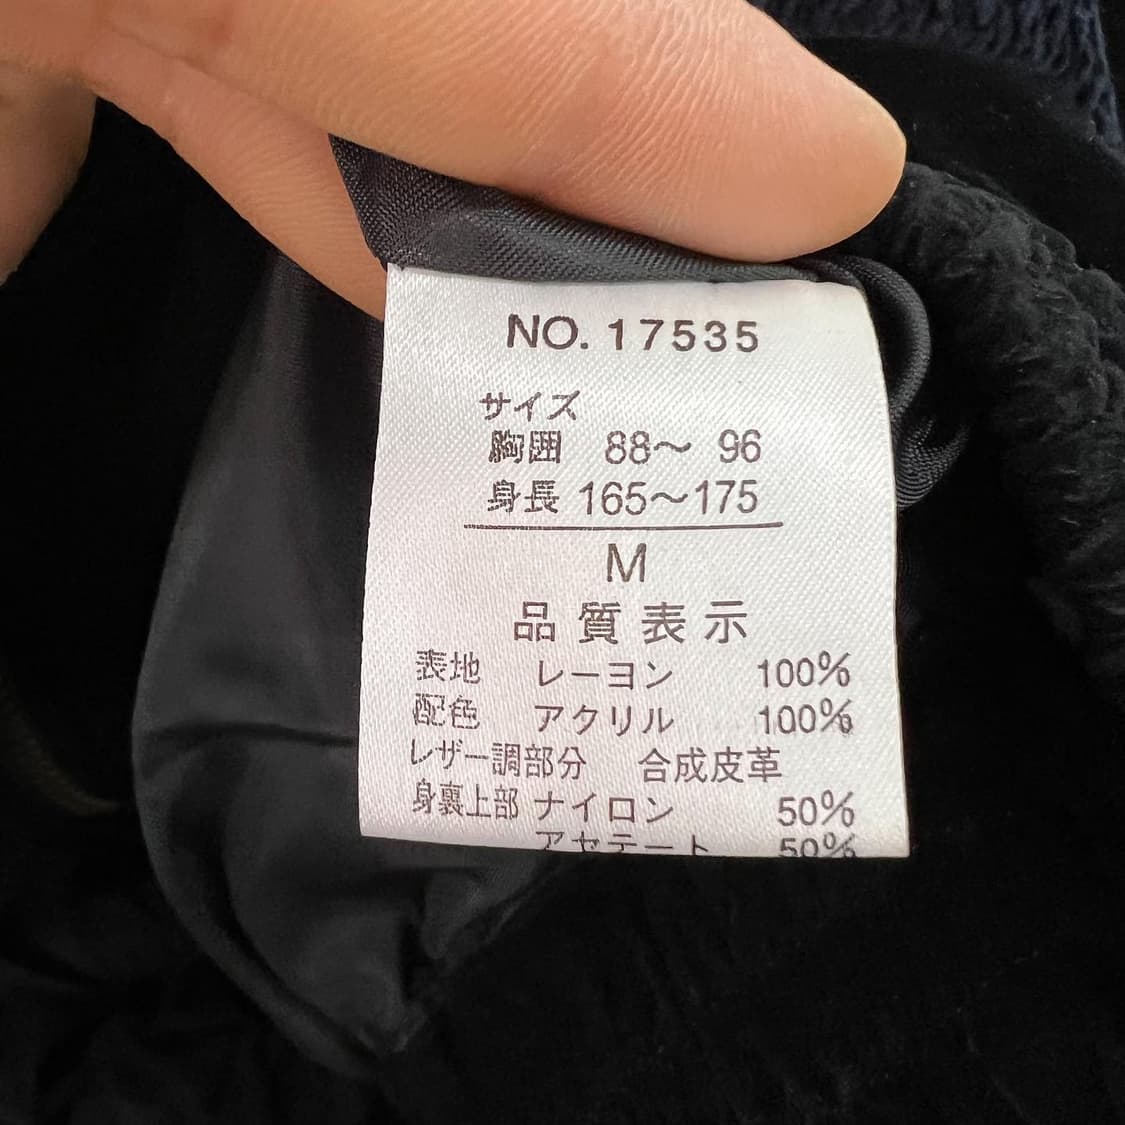 NO. 17535
サイズ
胸囲 88〜 96
身長 165〜175
M
品質表示
表地 レーヨン 100%
配色 アクリル 100%
レザー調部分 合成皮革
身裏上部 ナイロン 50%
アセテート 50%